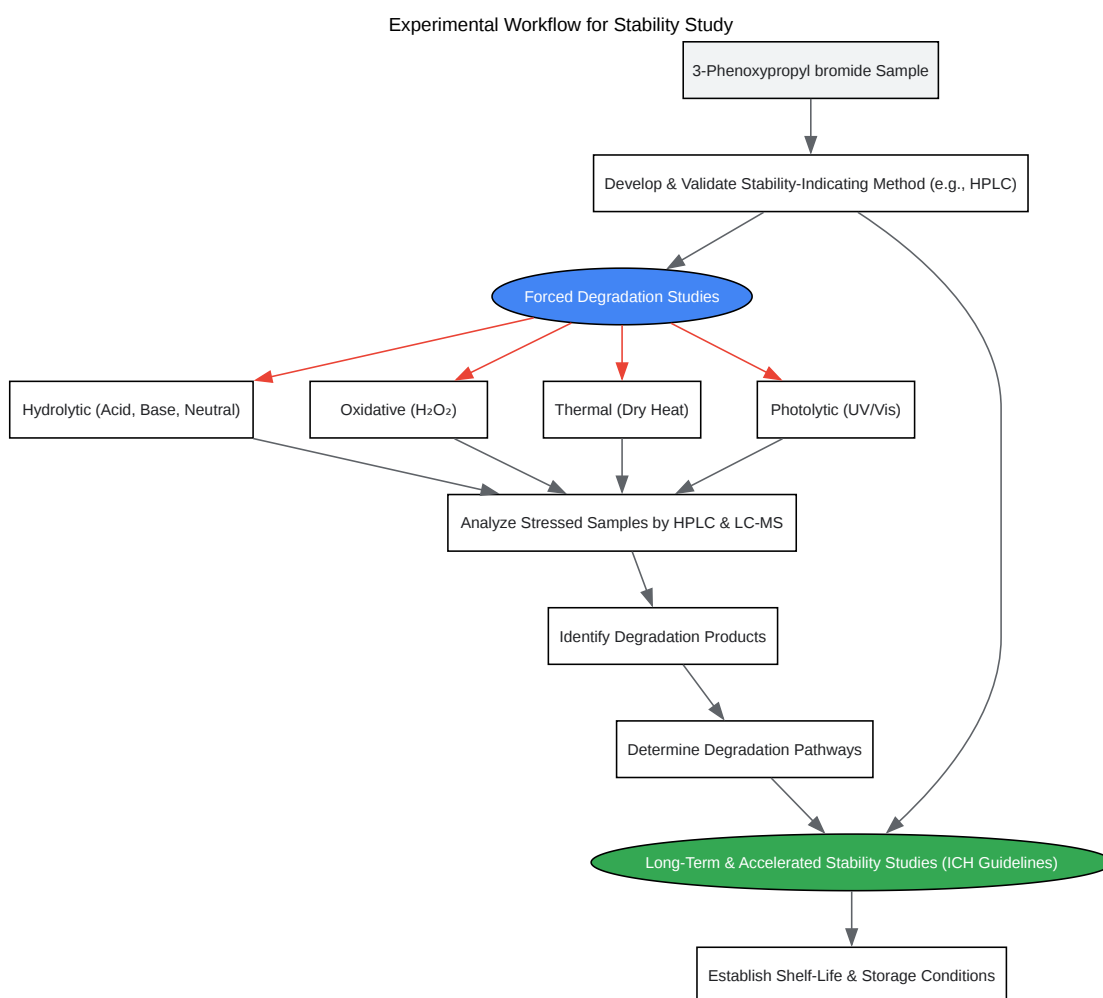 Experimental Workflow for Stability Study
3-Phenoxypropyl bromide Sample
Develop & Validate Stability-Indicating Method (e.g., HPLC)
Forced Degradation Studies
Hydrolytic (Acid, Base, Neutral)
Oxidative (H₂O₂)
Thermal (Dry Heat)
Photolytic (UV/Vis)
Analyze Stressed Samples by HPLC & LC-MS
Identify Degradation Products
Determine Degradation Pathways
Long-Term & Accelerated Stability Studies (ICH Guidelines)
Establish Shelf-Life & Storage Conditions